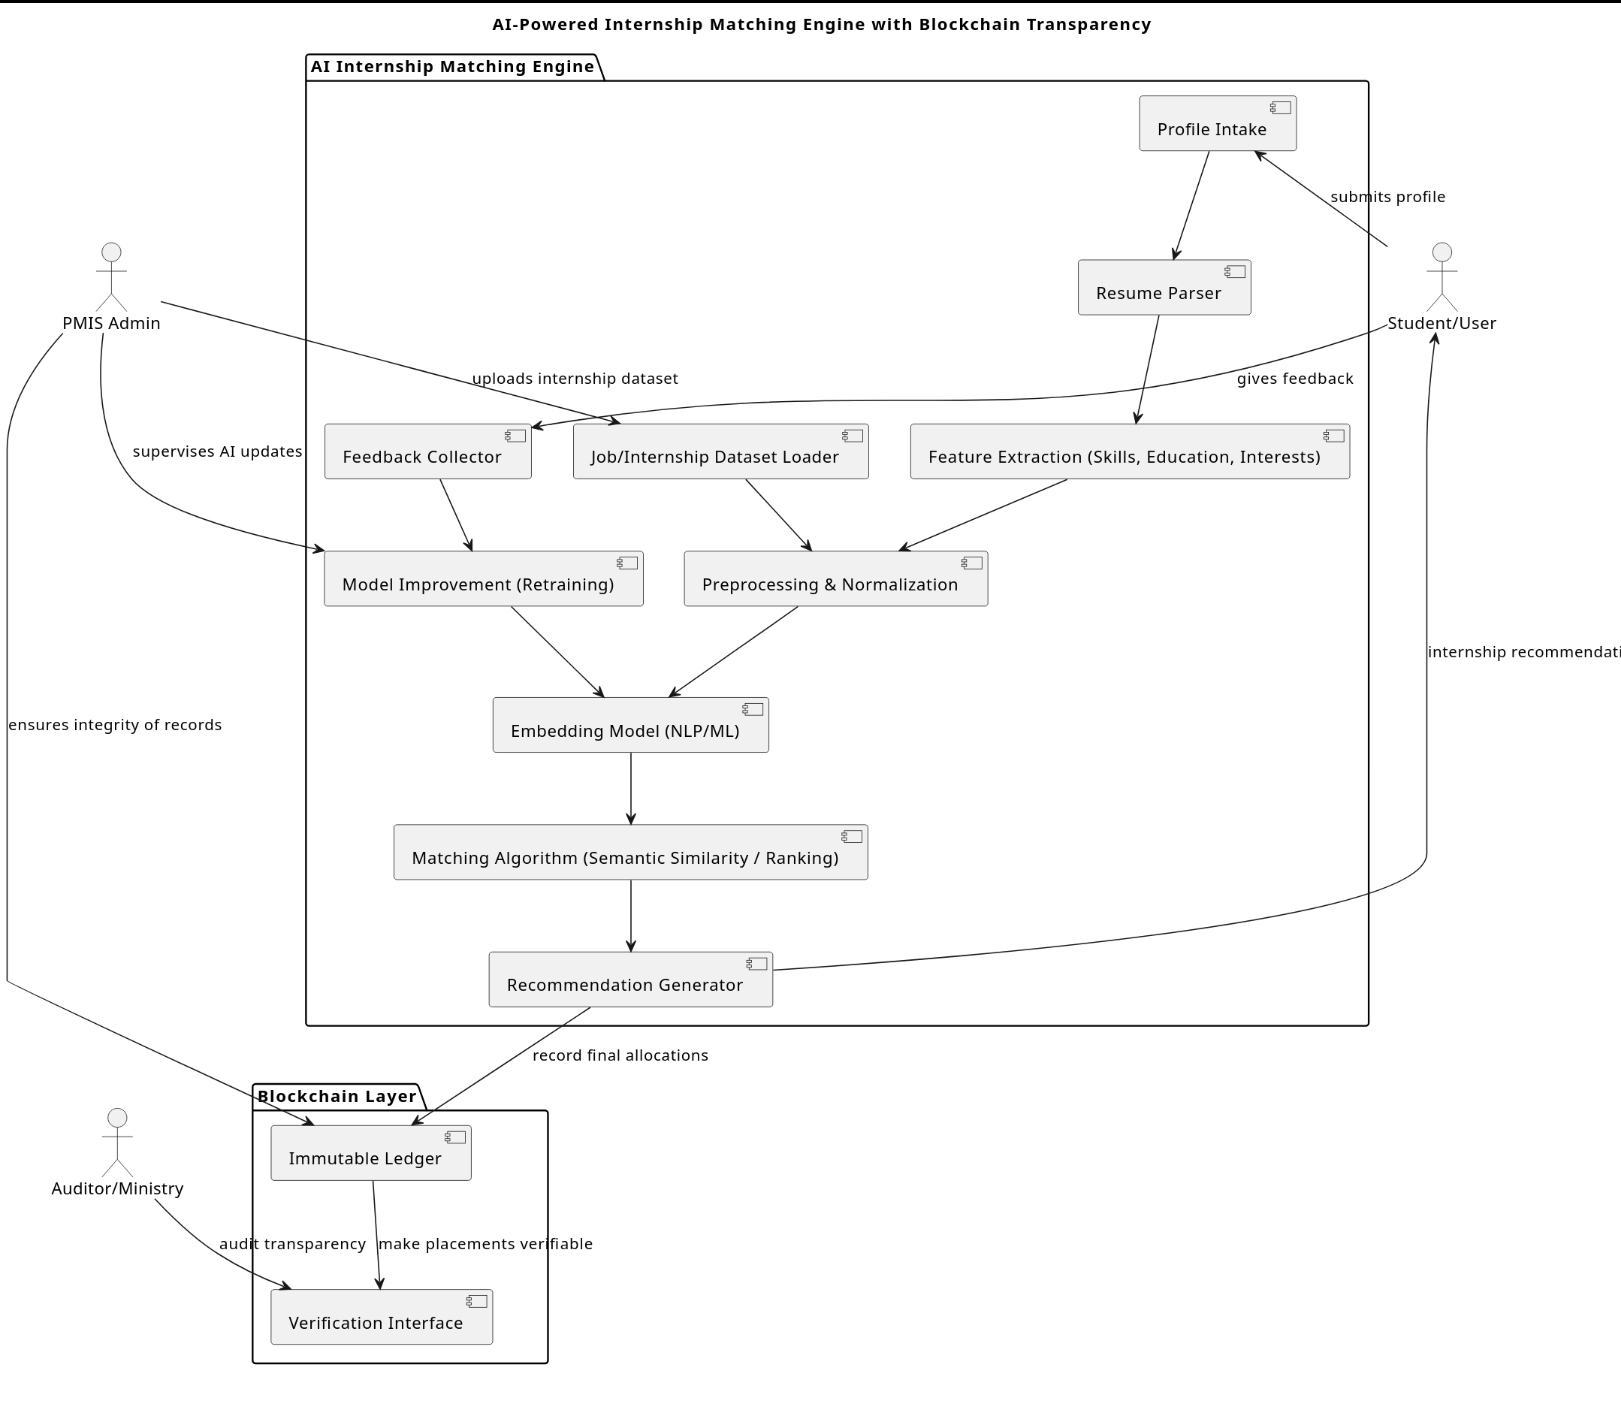 AI-Powered Internship Matching Engine with Blockchain Transparency
AI Internship Matching Engine
Profile Intake
submits profile
Resume Parser
PMIS Admin
Student/User
uploads internship dataset
gives feedback
supervises AI updates
Feedback Collector
Job/Internship Dataset Loader
Feature Extraction (Skills, Education, Interests)
Model Improvement (Retraining)
Preprocessing & Normalization
internship recommendati
ensures integrity of records
Embedding Model (NLP/ML)
Matching Algorithm (Semantic Similarity / Ranking)
Recommendation Generator
record final allocations
Blockchain Layer
Immutable Ledger
Auditor/Ministry
audit transparency
make placements verifiable
Verification Interface